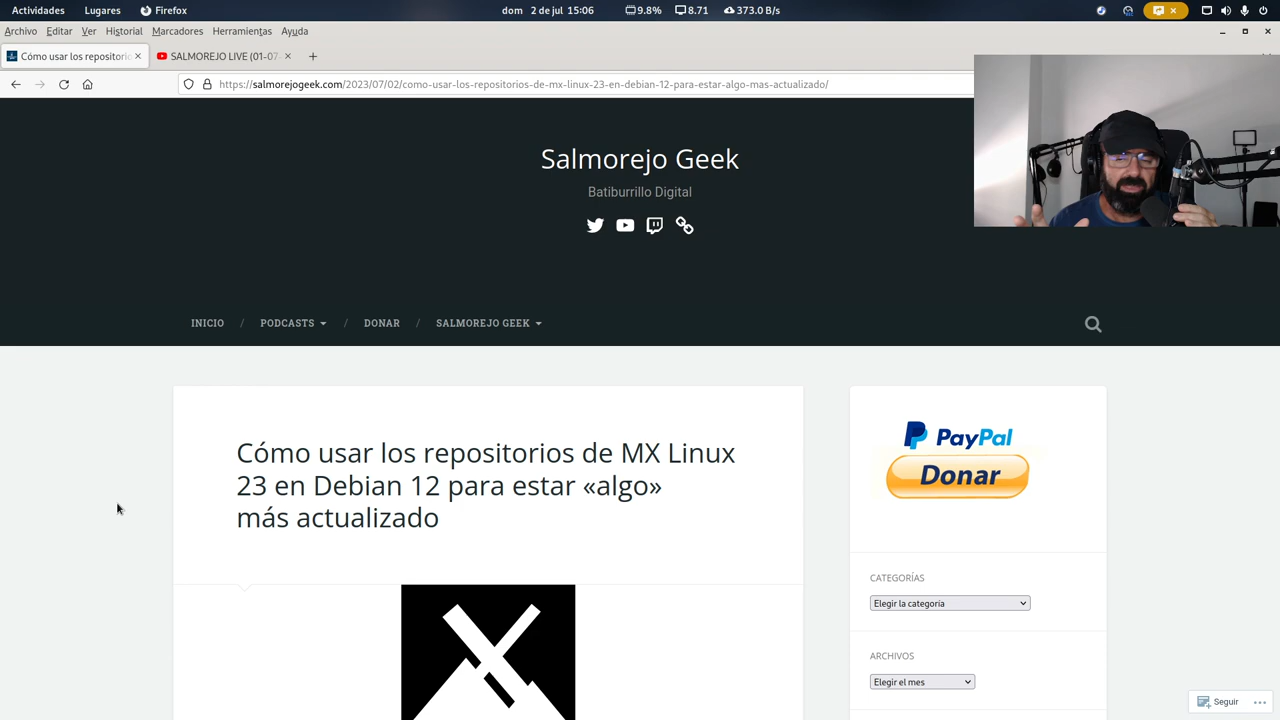 Actividades Lugares Firefox dom 2 de jul 15:06 9.8% 8.71 373.0 B/s
Archivo Editar Ver Historial Marcadores Herramientas Ayuda
Cómo usar los repositorio SALMOREJO LIVE (01-07-
https://salmorejogeek.com/2023/07/02/como-usar-los-repositorios-de-mx-linux-23-en-debian-12-para-estar-algo-mas-actualizado/
Salmorejo Geek
Batiburrillo Digital
INICIO / PODCASTS / DONAR / SALMOREJO GEEK
Cómo usar los repositorios de MX Linux
23 en Debian 12 para estar «algo»
más actualizado
PayPal
Donar
CATEGORÍAS
Elegir la categoría
ARCHIVOS
Elegir el mes
Seguir